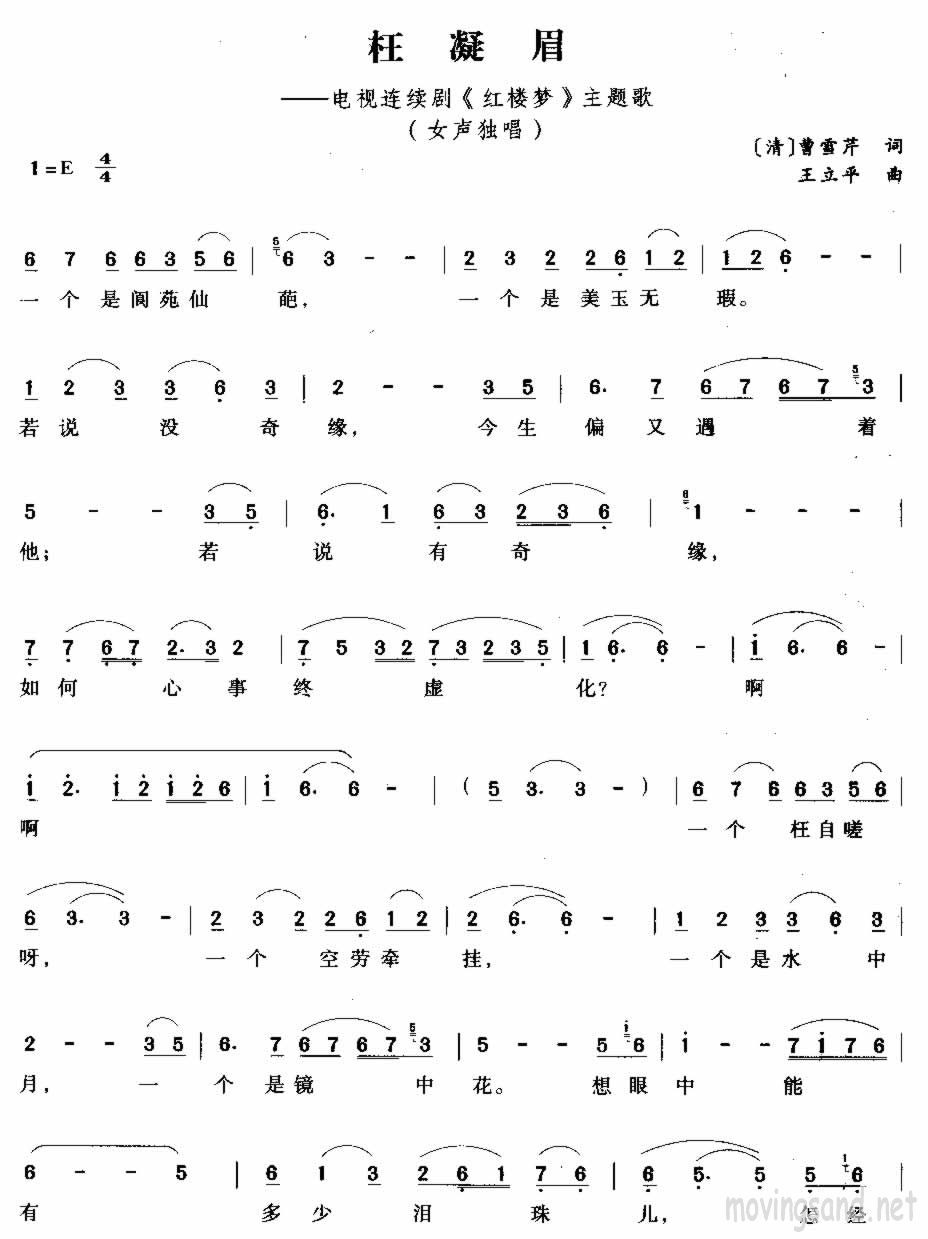 枉凝眉
——电视连续剧《红楼梦》主题歌
（女声独唱）
〔清〕曹雪芹 词
1=E 4/4
王立平 曲
6 7 6 6 3 5 6 | 6 3 - - | 2 3 2 2 6 1 2 | 1 2 6 - - |
一个是阆苑仙葩， 一个是美玉无瑕。
1 2 3 3 6 3 | 2 - - 3 5 | 6. 7 6 7 6 7 5 3 |
若说没奇缘， 今生偏又遇着
5 - - 3 5 | 6. 1 6 3 2 3 6 | 6 1 - - - |
他； 若说有奇缘，
7 7 6 7 2. 3 2 | 7 5 3 2 7 3 2 3 5 | 1 6. 6 - | i 6. 6 - |
如何心事终虚化？ 啊
i 2. i 2 i 2 6 | i 6. 6 - | ( 5 3. 3 - ) | 6 7 6 6 3 5 6 |
啊 一个枉自嗟
6 3. 3 - | 2 3 2 2 6 1 2 | 2 6. 6 - | 1 2 3 3 6 3 |
呀， 一个空劳牵挂， 一个是水中
2 - - 3 5 | 6. 7 6 7 6 7 5 3 | 5 - - 5 i 6 | i - - 7 i 7 6 |
月， 一个是镜中花。 想眼中能
6 - - 5 | 6 1 3 2 6 1 7 6 | 6 5. 5 5 1 6 |
有多少泪珠儿， 怎经
movingsand.net